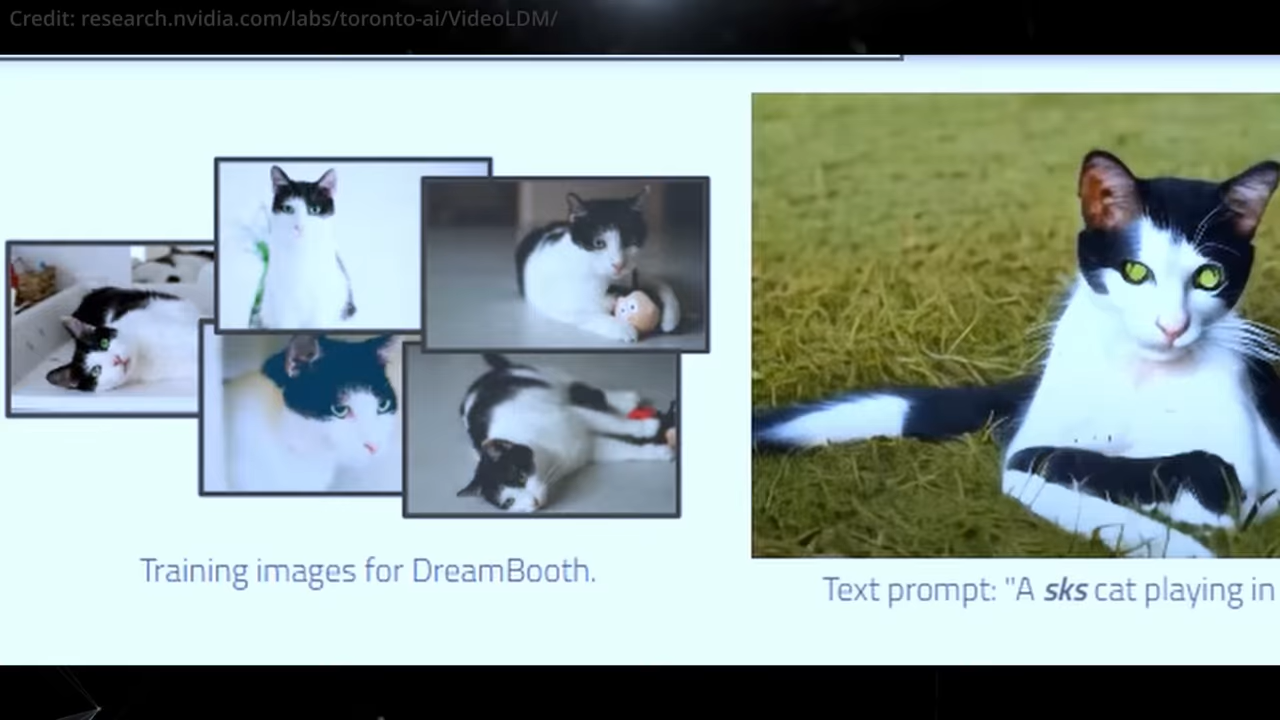 Credit: research.nvidia.com/labs/toronto-ai/VideoLDM/
Training images for DreamBooth.
Text prompt: "A sks cat playing in